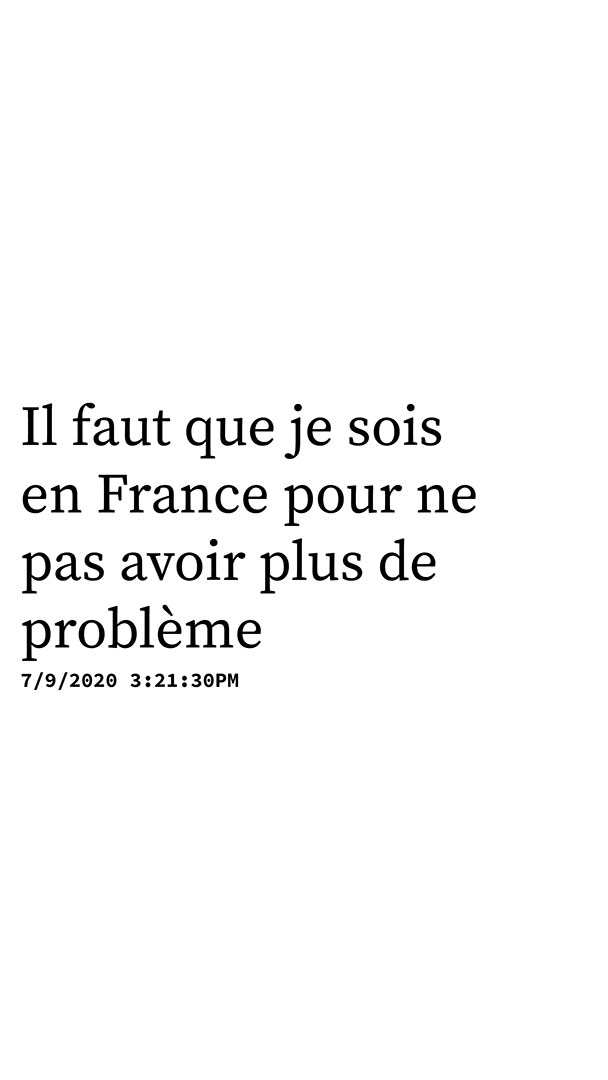 Il faut que je sois
en France pour ne
pas avoir plus de
problème
7/9/2020 3:21:30PM